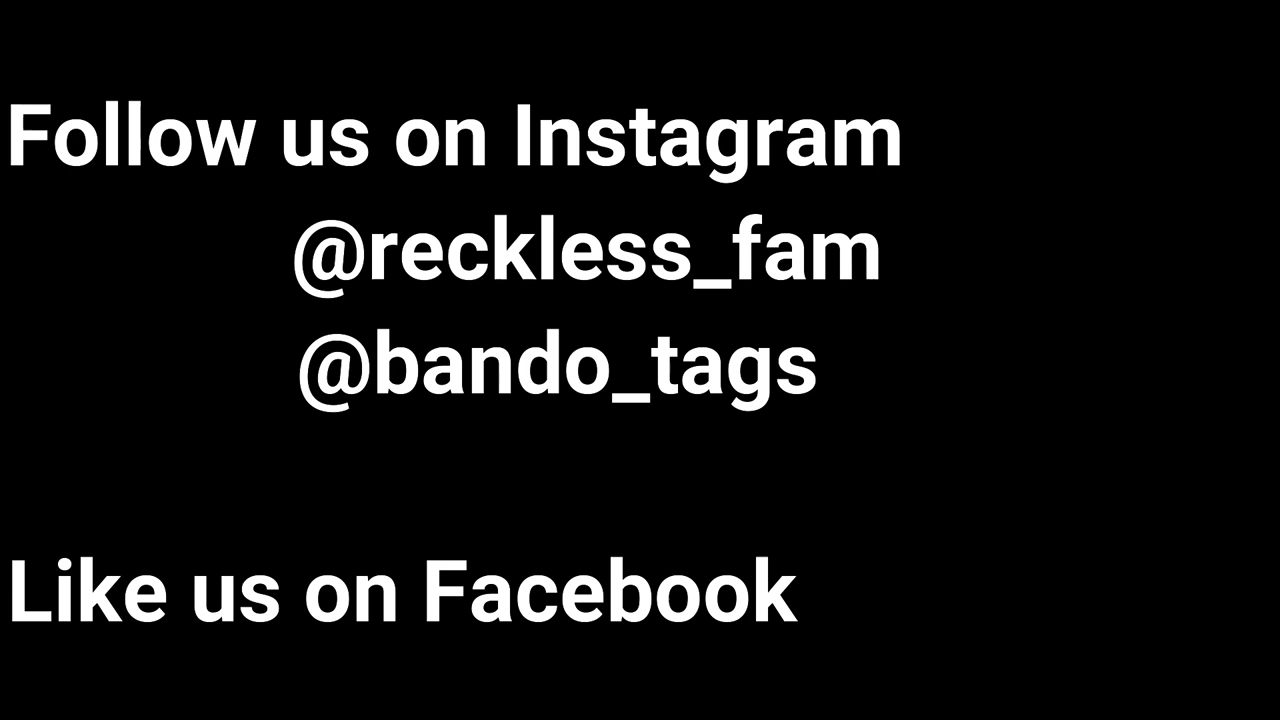 Follow us on Instagram
@reckless_fam
@bando_tags
Like us on Facebook